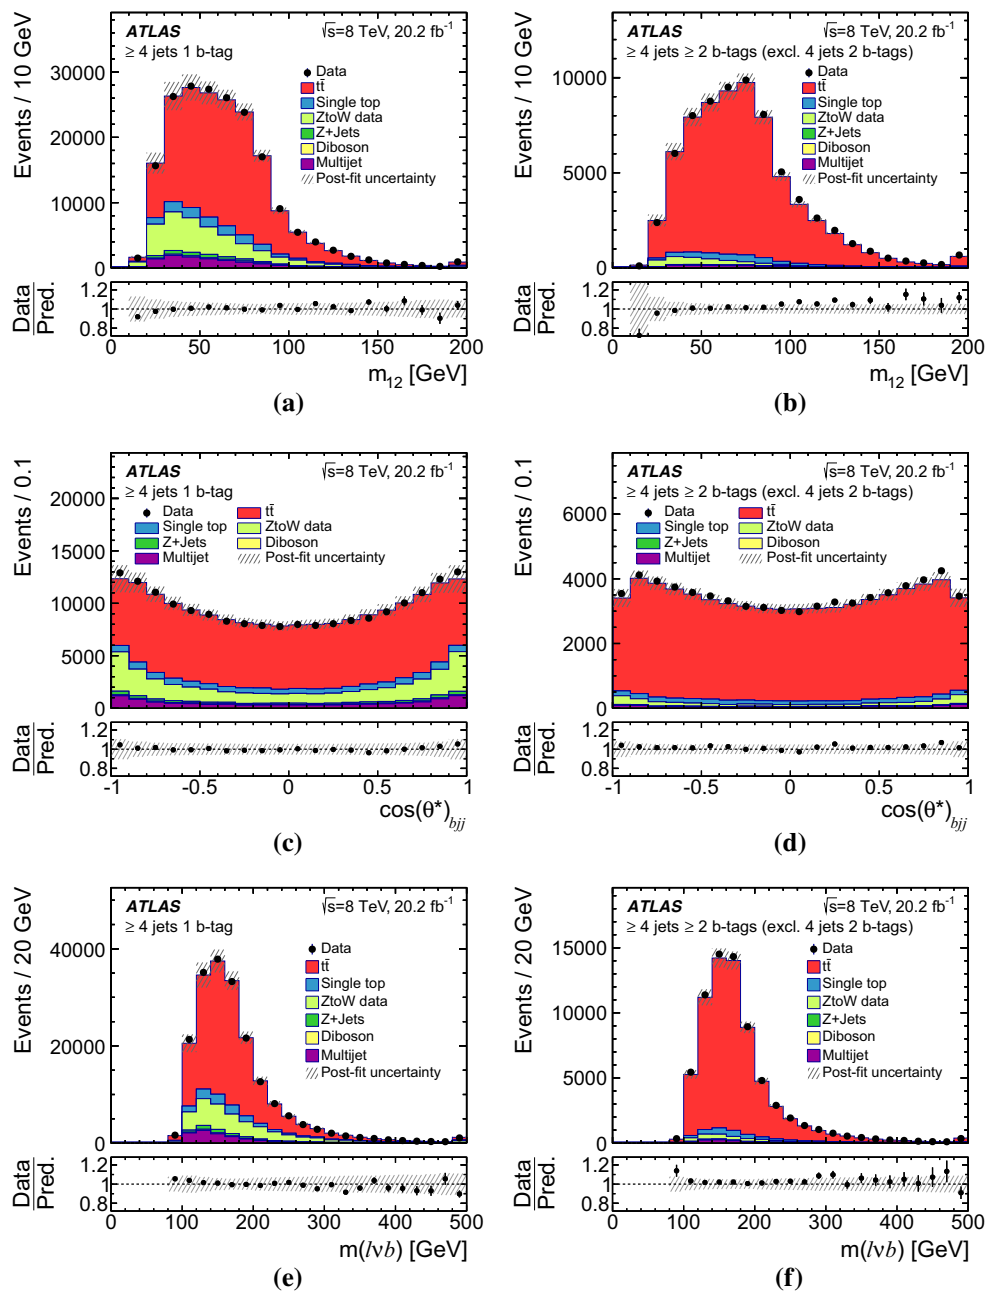 ATLAS √s=8 TeV, 20.2 fb⁻¹
≥ 4 jets 1 b-tag
Events / 10 GeV
30000
20000
10000
0
Data
tt̄
Single top
ZtoW data
Z+Jets
Diboson
Multijet
Post-fit uncertainty
Data
Pred.
1.2
1
0.8
0 50 100 150 200
m₁₂ [GeV]
(a)
ATLAS √s=8 TeV, 20.2 fb⁻¹
≥ 4 jets ≥ 2 b-tags (excl. 4 jets 2 b-tags)
Events / 10 GeV
10000
5000
0
Data
tt̄
Single top
ZtoW data
Z+Jets
Diboson
Multijet
Post-fit uncertainty
Data
Pred.
1.2
1
0.8
0 50 100 150 200
m₁₂ [GeV]
(b)
ATLAS √s=8 TeV, 20.2 fb⁻¹
≥ 4 jets 1 b-tag
Events / 0.1
20000
15000
10000
5000
0
Data tt̄
Single top ZtoW data
Z+Jets Diboson
Multijet Post-fit uncertainty
Data
Pred.
1.2
1
0.8
-1 -0.5 0 0.5 1
cos(θ*)bjj
(c)
ATLAS √s=8 TeV, 20.2 fb⁻¹
≥ 4 jets ≥ 2 b-tags (excl. 4 jets 2 b-tags)
Events / 0.1
6000
4000
2000
0
Data tt̄
Single top ZtoW data
Z+Jets Diboson
Multijet Post-fit uncertainty
Data
Pred.
1.2
1
0.8
-1 -0.5 0 0.5 1
cos(θ*)bjj
(d)
ATLAS √s=8 TeV, 20.2 fb⁻¹
≥ 4 jets 1 b-tag
Events / 20 GeV
40000
20000
0
Data
tt̄
Single top
ZtoW data
Z+Jets
Diboson
Multijet
Post-fit uncertainty
Data
Pred.
1.2
1
0.8
0 100 200 300 400 500
m(lνb) [GeV]
(e)
ATLAS √s=8 TeV, 20.2 fb⁻¹
≥ 4 jets ≥ 2 b-tags (excl. 4 jets 2 b-tags)
Events / 20 GeV
15000
10000
5000
0
Data
tt̄
Single top
ZtoW data
Z+Jets
Diboson
Multijet
Post-fit uncertainty
Data
Pred.
1.2
1
0.8
0 100 200 300 400 500
m(lνb) [GeV]
(f)